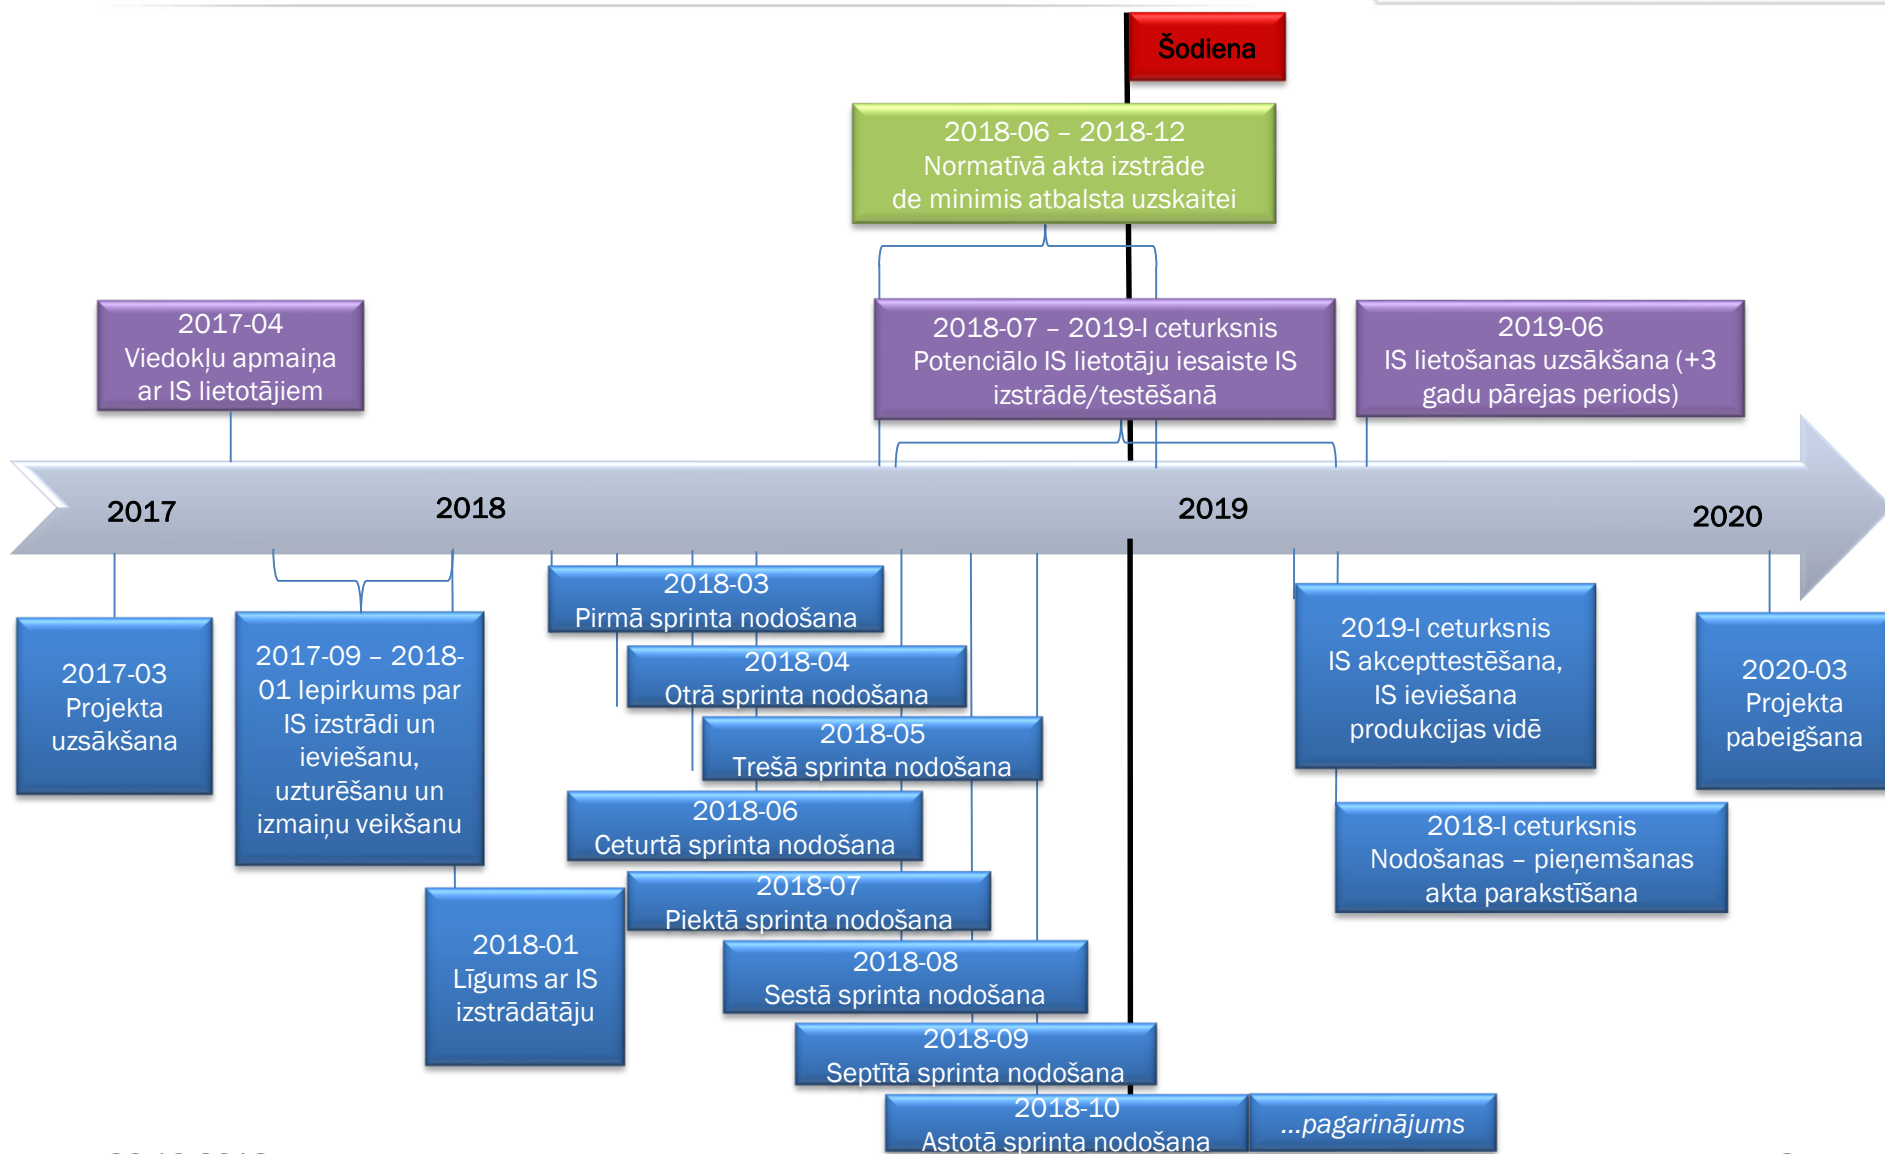 Šodiena
2018-06 – 2018-12
Normatīvā akta izstrāde
de minimis atbalsta uzskaitei
2017-04
Viedokļu apmaiņa
ar IS lietotājiem
2018-07 – 2019-I ceturksnis
Potenciālo IS lietotāju iesaiste IS
izstrādē/testēšanā
2019-06
IS lietošanas uzsākšana (+3
gadu pārejas periods)
2017
2018
2019
2020
2017-03
Projekta
uzsākšana
2017-09 – 2018-
01 Iepirkums par
IS izstrādi un
ieviešanu,
uzturēšanu un
izmaiņu veikšanu
2018-01
Līgums ar IS
izstrādātāju
2018-03
Pirmā sprinta nodošana
2018-04
Otrā sprinta nodošana
2018-05
Trešā sprinta nodošana
2018-06
Ceturtā sprinta nodošana
2018-07
Piektā sprinta nodošana
2018-08
Sestā sprinta nodošana
2018-09
Septītā sprinta nodošana
2018-10
Astotā sprinta nodošana
...pagarinājums
2019-I ceturksnis
IS akcepttestēšana,
IS ieviešana
produkcijas vidē
2018-I ceturksnis
Nodošanas – pieņemšanas
akta parakstīšana
2020-03
Projekta
pabeigšana